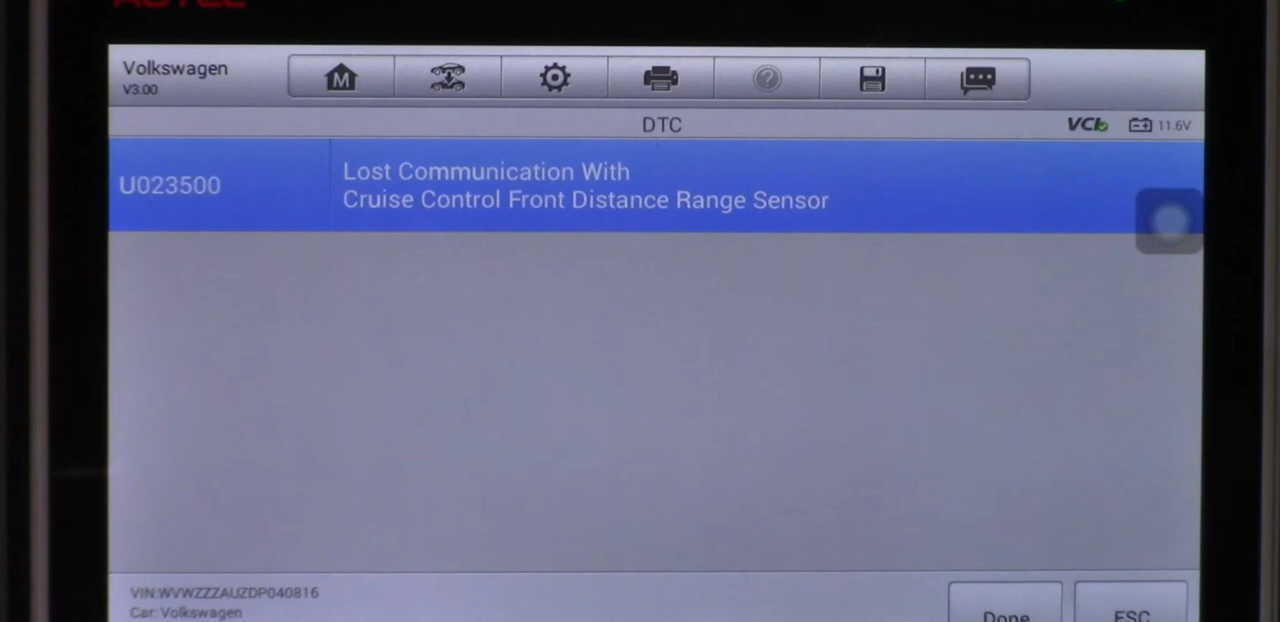 AUTEL
Volkswagen
V3.00
M
?
DTC
VCI
11.6V
U023500
Lost Communication With
Cruise Control Front Distance Range Sensor
VIN:WVWZZZAUZDP040816
Car: Volkswagen
Done
ESC